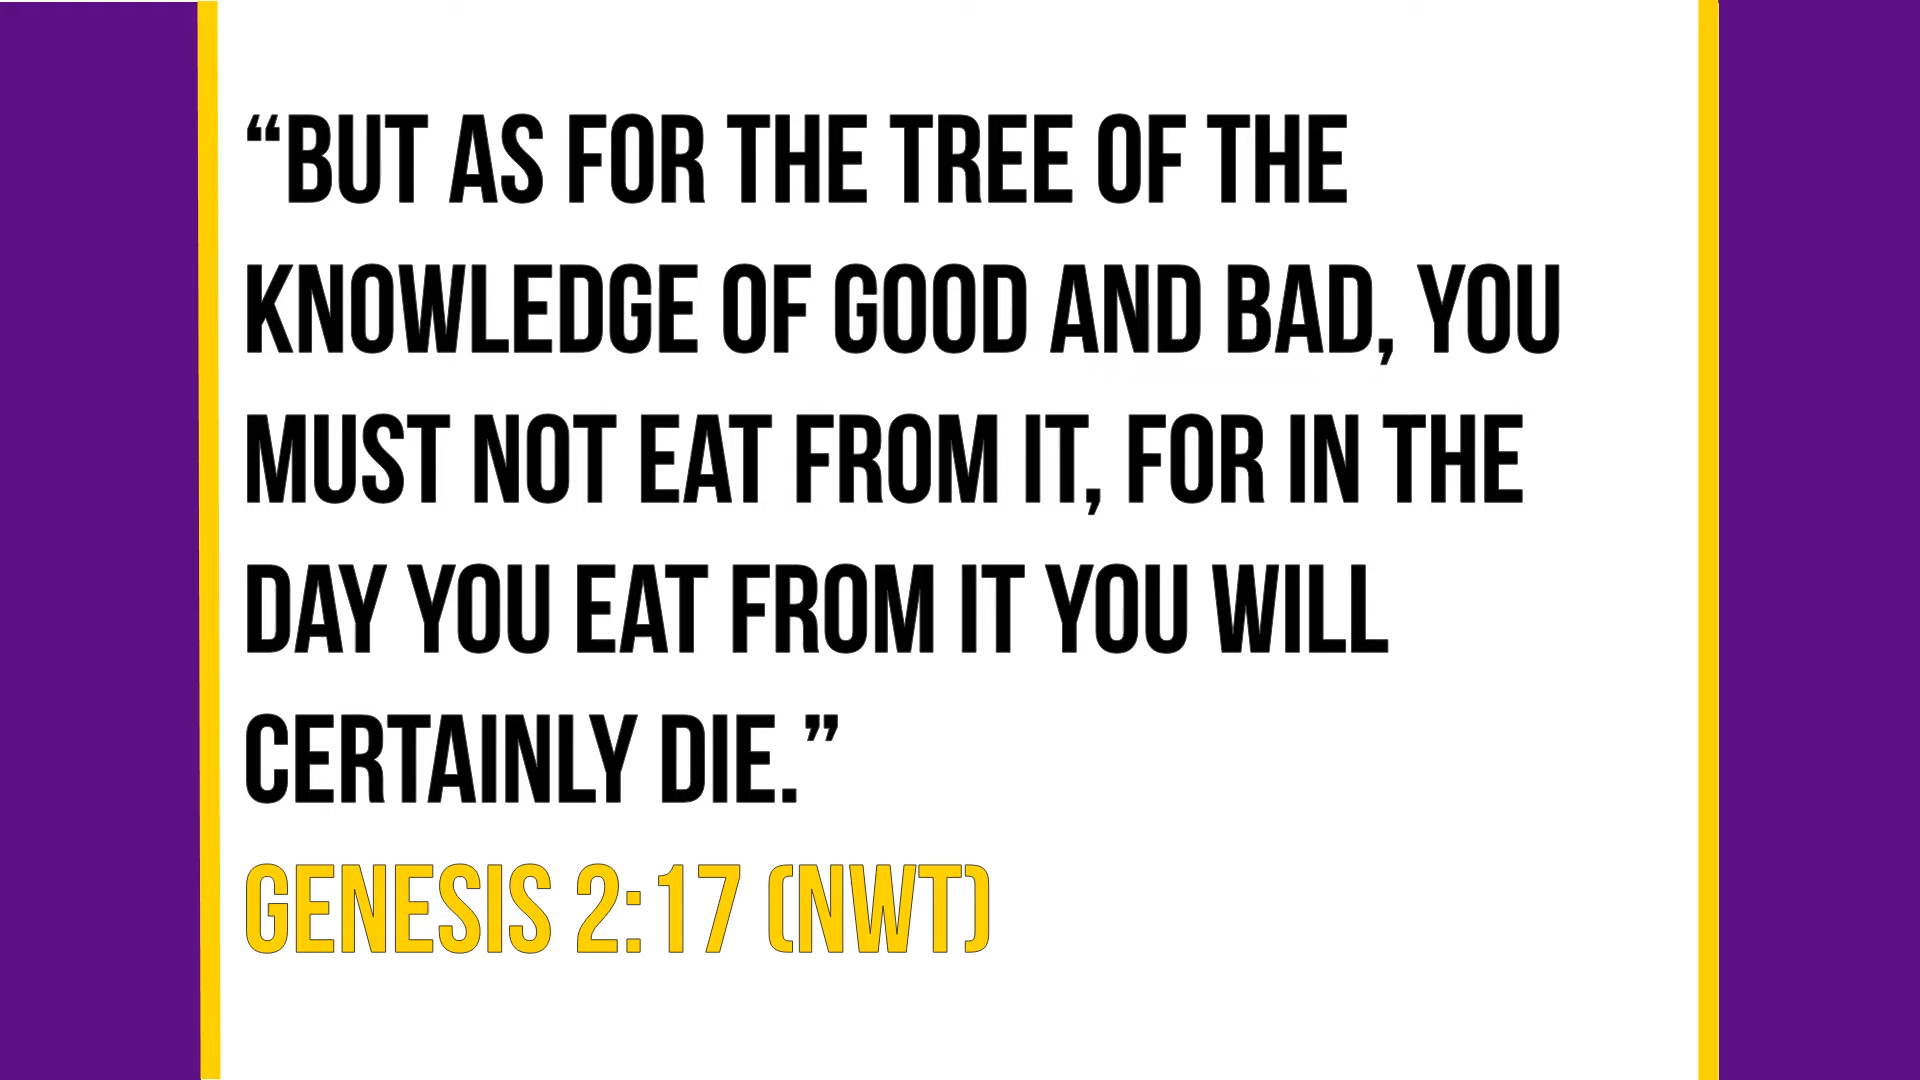 “BUT AS FOR THE TREE OF THE
KNOWLEDGE OF GOOD AND BAD, YOU
MUST NOT EAT FROM IT, FOR IN THE
DAY YOU EAT FROM IT YOU WILL
CERTAINLY DIE.”
GENESIS 2:17 (NWT)